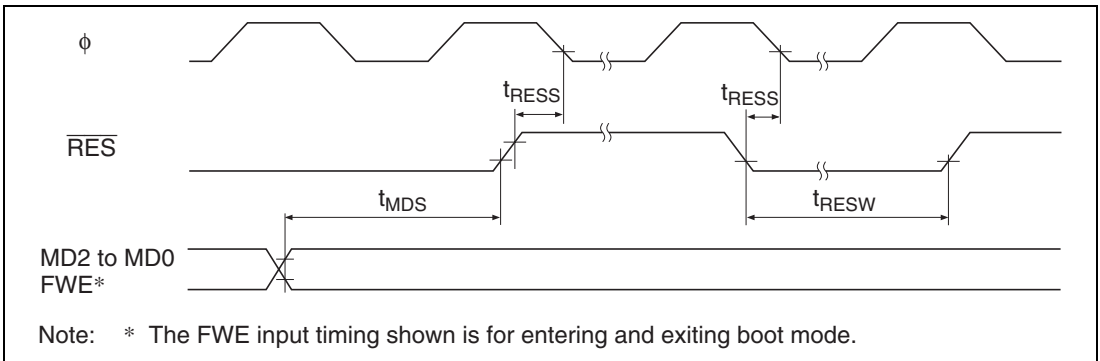 ϕ
tRESS
tRESS
RES
tMDS
tRESW
MD2 to MD0
FWE*
Note: * The FWE input timing shown is for entering and exiting boot mode.